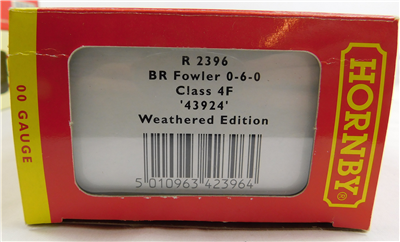 00 GAUGE
R 2396
BR Fowler 0-6-0
Class 4F
'43924'
Weathered Edition
5 010963 423964
HORNBY
®